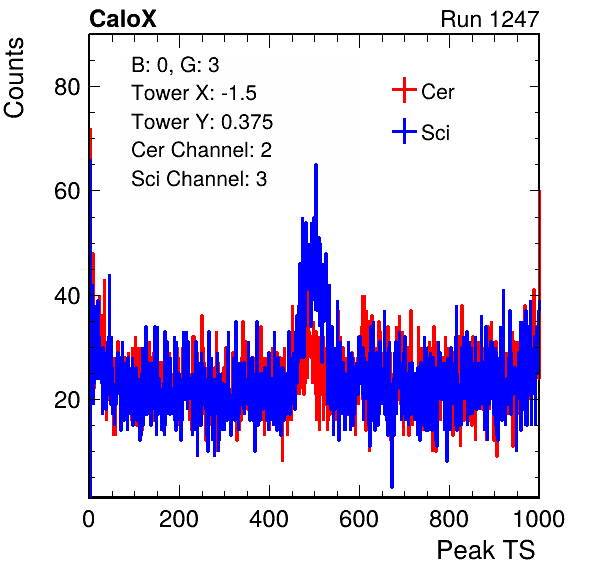 CaloX Run 1247
Counts
B: 0, G: 3
Tower X: -1.5
Tower Y: 0.375
Cer Channel: 2
Sci Channel: 3
Cer
Sci
80
60
40
20
0 200 400 600 800 1000
Peak TS